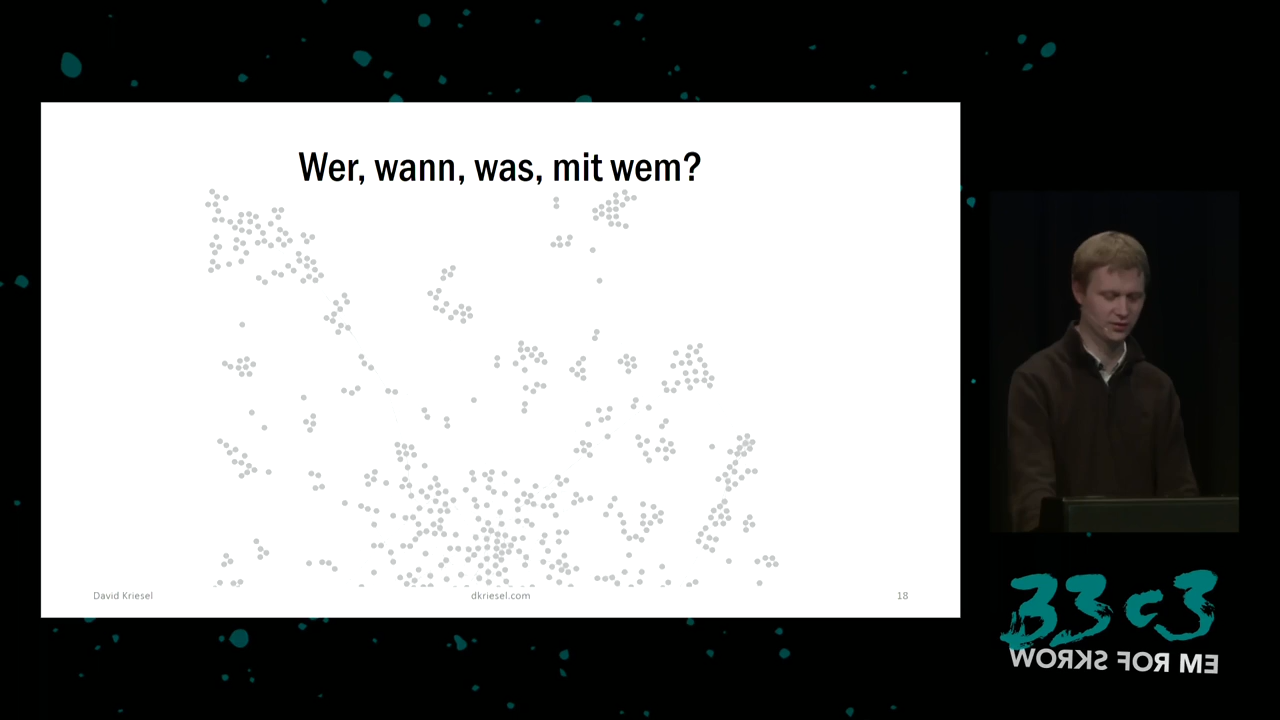 Wer, wann, was, mit wem?
David Kriesel
dkriesel.com
18
33c3
WORKS FOR ME